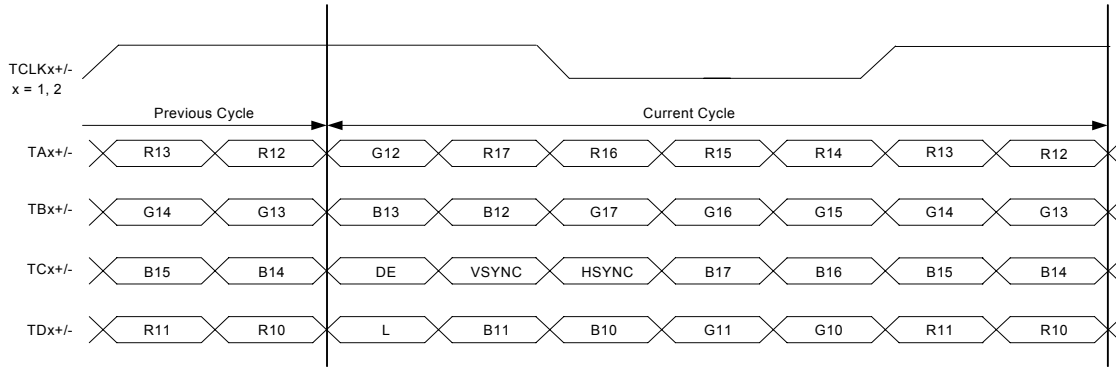 TCLKx+/-
x = 1, 2
Previous Cycle Current Cycle
TAx+/- R13 R12 G12 R17 R16 R15 R14 R13 R12
TBx+/- G14 G13 B13 B12 G17 G16 G15 G14 G13
TCx+/- B15 B14 DE VSYNC HSYNC B17 B16 B15 B14
TDx+/- R11 R10 L B11 B10 G11 G10 R11 R10